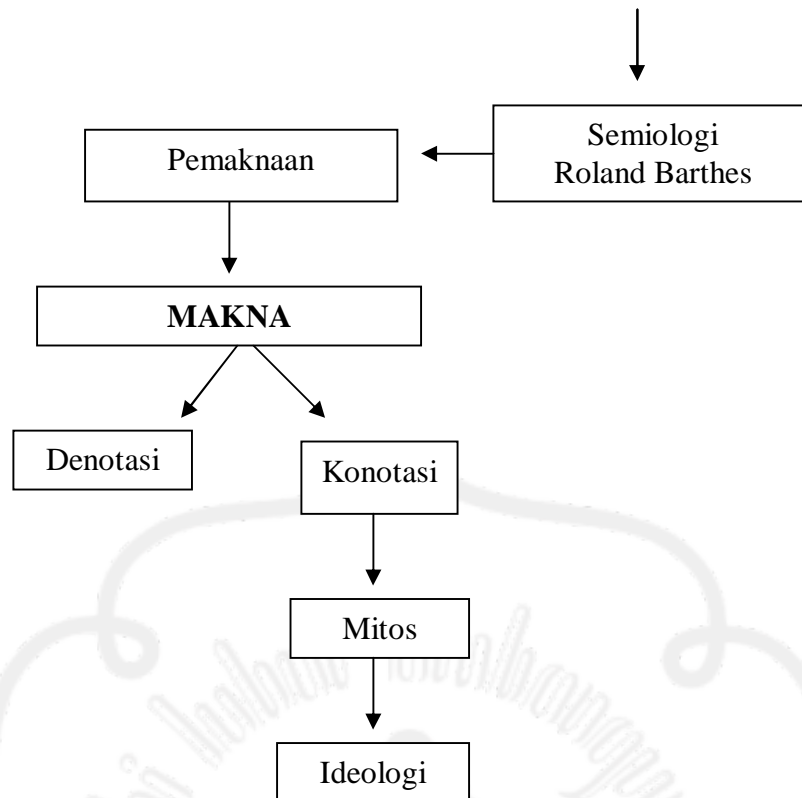 Semiologi
Roland Barthes
Pemaknaan
MAKNA
Denotasi
Konotasi
Mitos
Ideologi